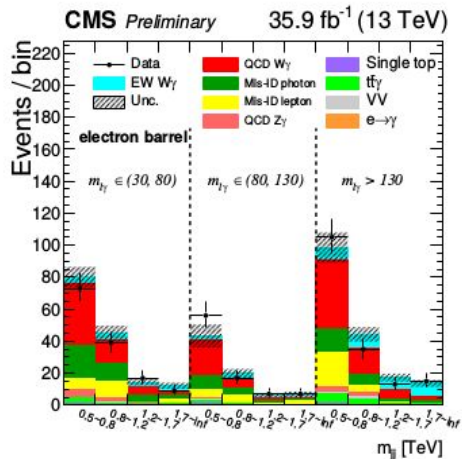 CMS Preliminary 35.9 fb⁻¹ (13 TeV)
Events / bin
220
200
180
160
140
120
100
80
60
40
20
0
Data
EW Wγ
Unc.
QCD Wγ
Mis-ID photon
Mis-ID lepton
QCD Zγ
Single top
tt̄γ
VV
e→γ
electron barrel
m_lγ ∈ (30, 80)
m_lγ ∈ (80, 130)
m_lγ > 130
0.5~0.8 0.8~1.2 1.2~1.7 1.7~Inf 0.5~0.8 0.8~1.2 1.2~1.7 1.7~Inf 0.5~0.8 0.8~1.2 1.2~1.7 1.7~Inf
m_jj [TeV]